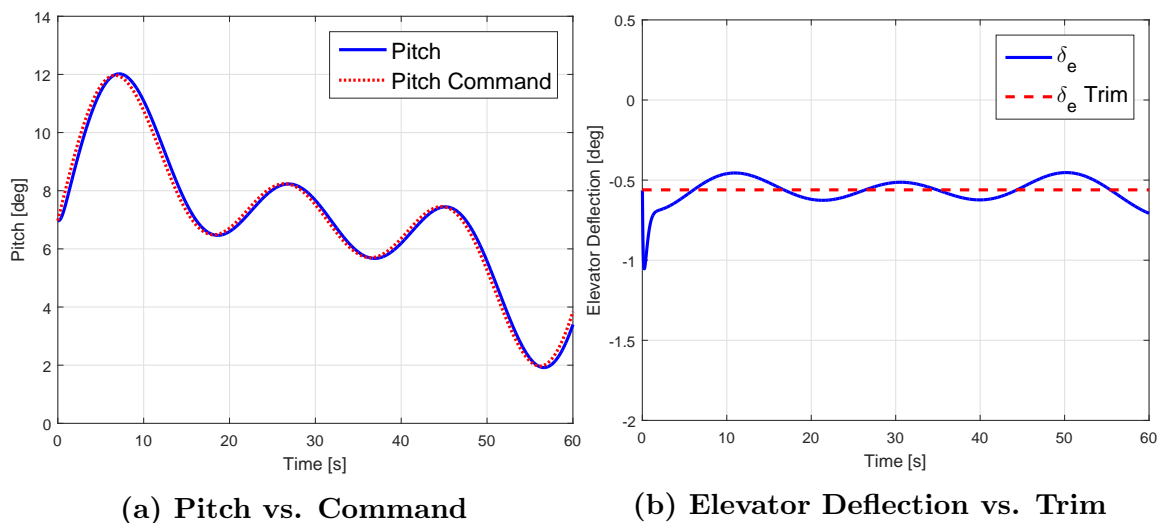 14
12
10
8
6
4
2
0
Pitch [deg]
Pitch
Pitch Command
0 10 20 30 40 50 60
Time [s]
(a) Pitch vs. Command
0.5
0
-0.5
-1
-1.5
-2
Elevator Deflection [deg]
δe
δe Trim
0 10 20 30 40 50 60
Time [s]
(b) Elevator Deflection vs. Trim